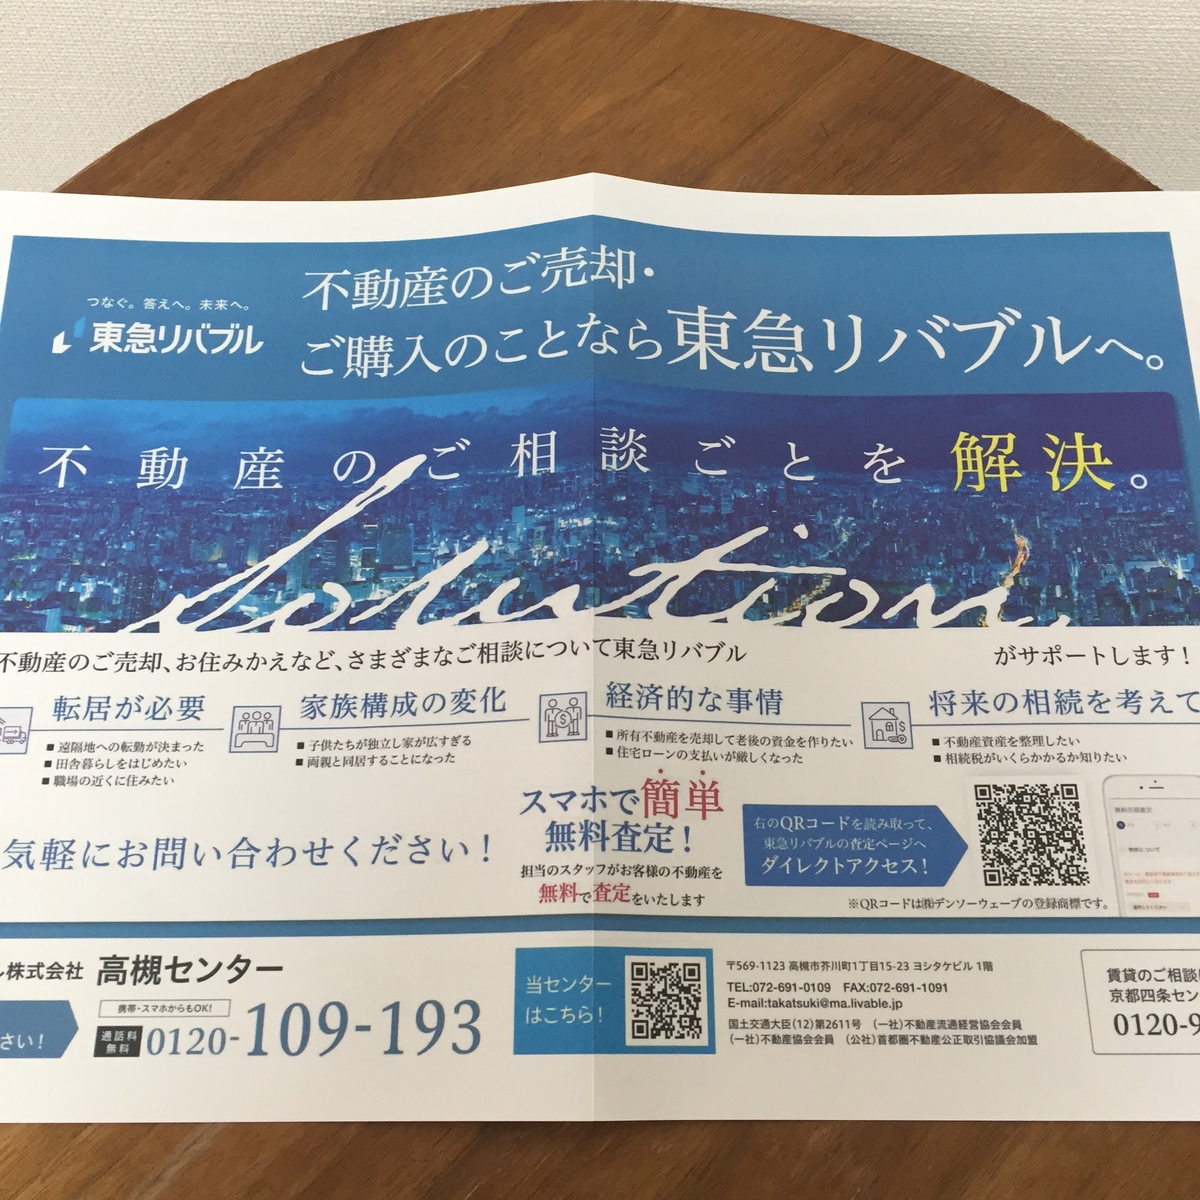 つなぐ。答えへ。未来へ。
東急リバブル
不動産のご売却・
ご購入のことなら東急リバブルへ。
不動産のご相談ごとを解決。
Solution
不動産のご売却、お住みかえなど、さまざまなご相談について東急リバブル がサポートします!
転居が必要
■ 遠隔地への転勤が決まった
■ 田舎暮らしをはじめたい
■ 職場の近くに住みたい
家族構成の変化
■ 子供たちが独立し家が広すぎる
■ 両親と同居することになった
経済的な事情
■ 所有不動産を売却して老後の資金を作りたい
■ 住宅ローンの支払いが厳しくなった
将来の相続を考えて
■ 不動産資産を整理したい
■ 相続税がいくらかかるか知りたい
気軽にお問い合わせください!
スマホで簡単
無料査定!
担当のスタッフがお客様の不動産を
無料で査定をいたします
右のQRコードを読み取って、
東急リバブルの査定ページへ
ダイレクトアクセス!
※QRコードは㈱デンソーウェーブの登録商標です。
物件について
ル株式会社 高槻センター
さい!
携帯・スマホからもOK!
通話料
無料
0120-109-193
当センター
はこちら!
〒569-1123 高槻市芥川町1丁目15-23 ヨシタケビル 1階
TEL:072-691-0109 FAX:072-691-1091
E-mail:takatsuki@ma.livable.jp
国土交通大臣(12)第2611号 (一社)不動産流通経営協会会員
(一社)不動産協会会員 (公社)首都圏不動産公正取引協議会加盟
賃貸のご相談
京都四条セン
0120-9